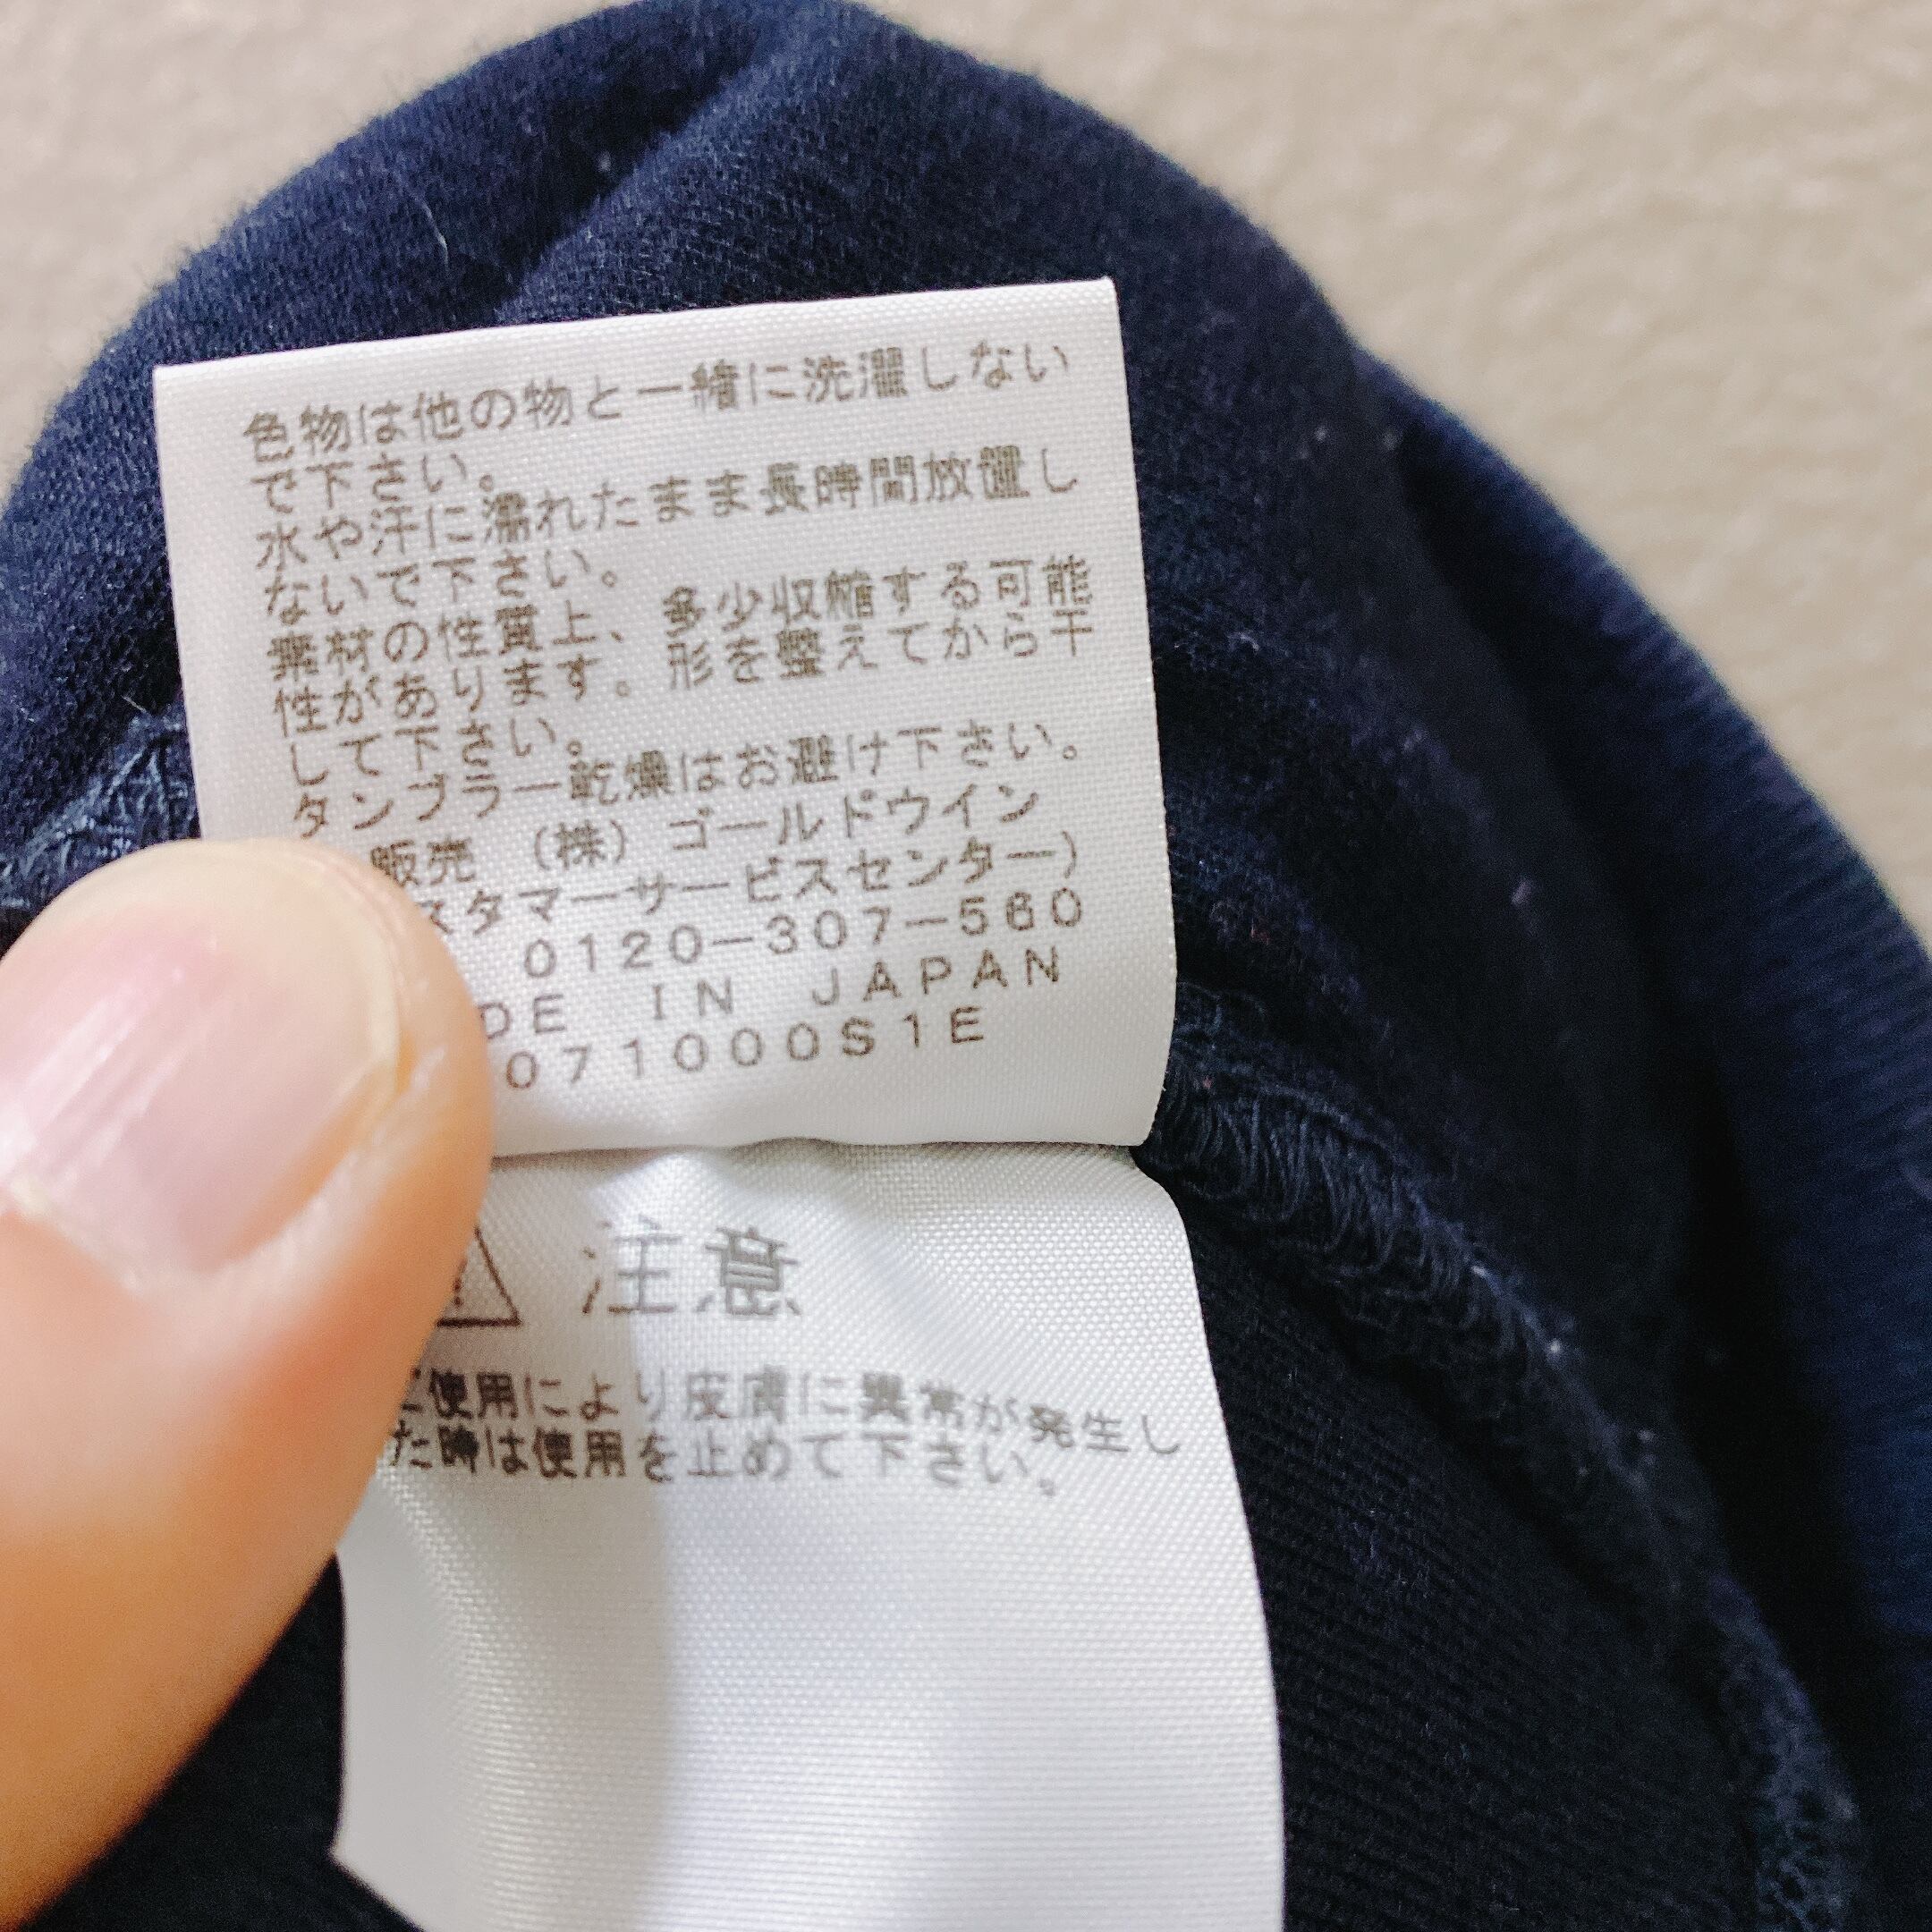 色物は他の物と一緒に洗濯しない
で下さい。
水や汗に濡れたまま長時間放置し
ないで下さい。
素材の性質上、多少収縮する可能
性があります。形を整えてから干
して下さい。
タンブラー乾燥はお避け下さい。
販売 (株)ゴールドウイン
スタマーサービスセンター)
0120-307-560
DE IN JAPAN
071000S1E
注意
ご使用により皮膚に異常が発生し
た時は使用を止めて下さい。